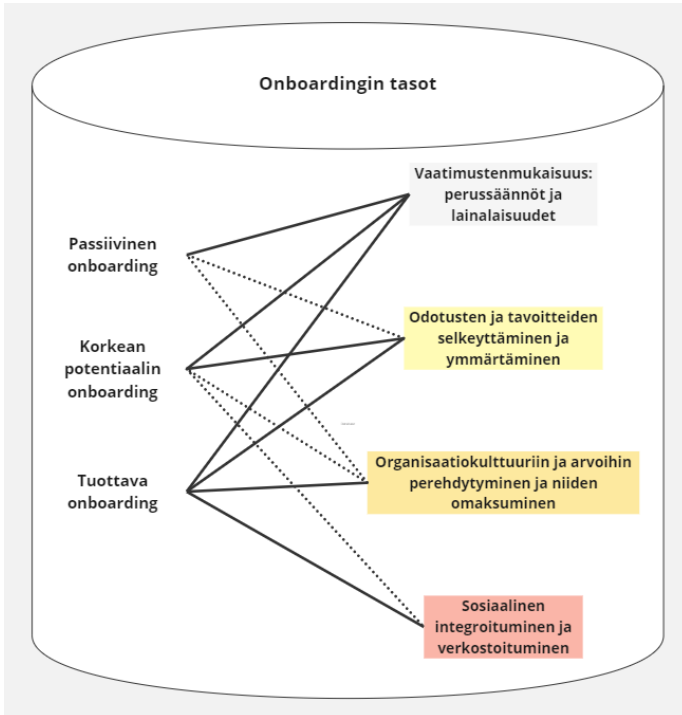 Onboardingin tasot
Vaatimustenmukaisuus:
perussäännöt ja
lainalaisuudet
Passiivinen
onboarding
Odotusten ja tavoitteiden
selkeyttäminen ja
ymmärtäminen
Korkean
potentiaalin
onboarding
Organisaatiokulttuuriin ja arvoihin
perehdytyminen ja niiden
omaksuminen
Tuottava
onboarding
Sosiaalinen
integroituminen ja
verkostoituminen